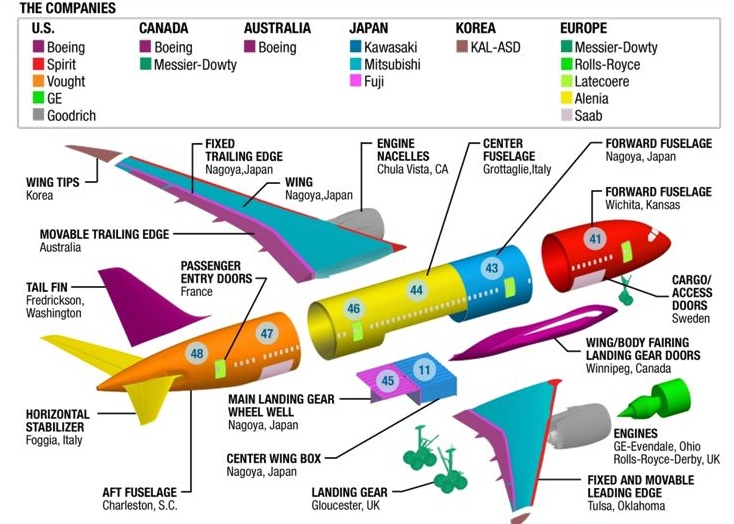 THE COMPANIES
U.S.
Boeing
Spirit
Vought
GE
Goodrich
CANADA
Boeing
Messier-Dowty
AUSTRALIA
Boeing
JAPAN
Kawasaki
Mitsubishi
Fuji
KOREA
KAL-ASD
EUROPE
Messier-Dowty
Rolls-Royce
Latecoere
Alenia
Saab
WING TIPS
Korea
FIXED
TRAILING EDGE
Nagoya,Japan
WING
Nagoya,Japan
ENGINE
NACELLES
Chula Vista, CA
CENTER
FUSELAGE
Grottaglie,Italy
FORWARD FUSELAGE
Nagoya, Japan
FORWARD FUSELAGE
Wichita, Kansas
MOVABLE TRAILING EDGE
Australia
PASSENGER
ENTRY DOORS
France
TAIL FIN
Fredrickson,
Washington
41
43
44
46
47
48
CARGO/
ACCESS
DOORS
Sweden
WING/BODY FAIRING
LANDING GEAR DOORS
Winnipeg, Canada
45
11
MAIN LANDING GEAR
WHEEL WELL
Nagoya, Japan
HORIZONTAL
STABILIZER
Foggia, Italy
CENTER WING BOX
Nagoya, Japan
AFT FUSELAGE
Charleston, S.C.
LANDING GEAR
Gloucester, UK
ENGINES
GE-Evendale, Ohio
Rolls-Royce-Derby, UK
FIXED AND MOVABLE
LEADING EDGE
Tulsa, Oklahoma